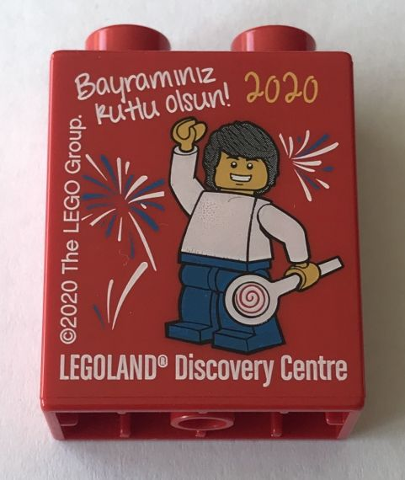 Bayramınız
kutlu olsun!
2020
©2020 The LEGO Group.
LEGOLAND® Discovery Centre